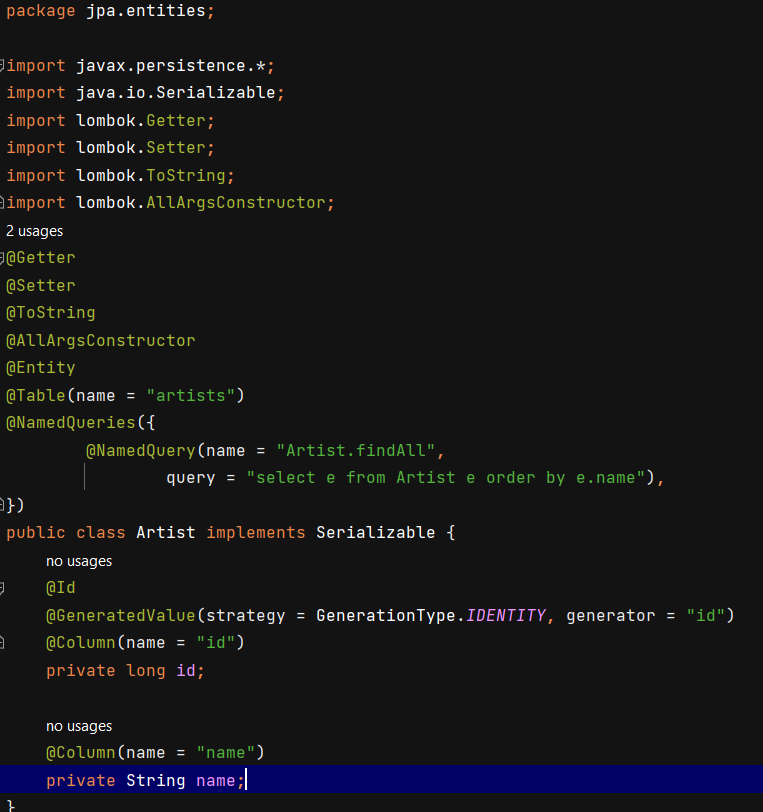 package jpa.entities;
import javax.persistence.*;
import java.io.Serializable;
import lombok.Getter;
import lombok.Setter;
import lombok.ToString;
import lombok.AllArgsConstructor;
2 usages
@Getter
@Setter
@ToString
@AllArgsConstructor
@Entity
@Table(name = "artists")
@NamedQueries({
        @NamedQuery(name = "Artist.findAll",
                query = "select e from Artist e order by e.name"),
})
public class Artist implements Serializable {
    no usages
    @Id
    @GeneratedValue(strategy = GenerationType.IDENTITY, generator = "id")
    @Column(name = "id")
    private long id;
    no usages
    @Column(name = "name")
    private String name;
}